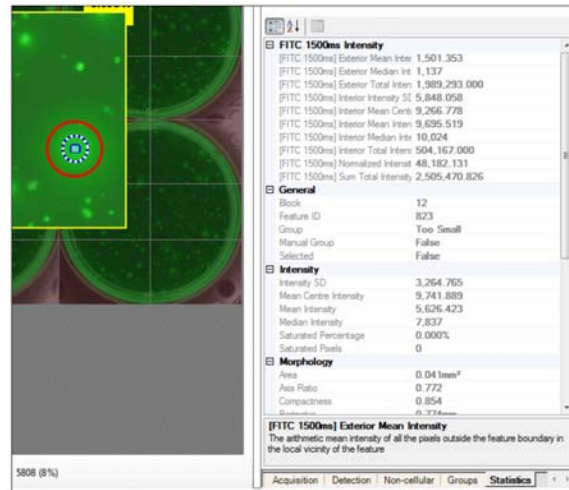 FITC 1500ms Intensity
[FITC 1500ms] Exterior Mean Inter 1,501.353
[FITC 1500ms] Exterior Median Int 1,137
[FITC 1500ms] Exterior Total Inten 1,989,293.000
[FITC 1500ms] Interior Intensity SD 5,848.058
[FITC 1500ms] Interior Mean Centi 9,266.778
[FITC 1500ms] Interior Mean Inten 9,695.519
[FITC 1500ms] Interior Median Inte 10,024
[FITC 1500ms] Interior Total Intens 504,167.000
[FITC 1500ms] Normalized Intensit 48,182.131
[FITC 1500ms] Sum Total Intensity 2,505,470.826
General
Block 12
Feature ID 823
Group Too Small
Manual Group False
Selected False
Intensity
Intensity SD 3,264.765
Mean Centre Intensity 9,741.889
Mean Intensity 5,626.423
Median Intensity 7,837
Saturated Percentage 0.000%
Saturated Pixels 0
Morphology
Area 0.041mm²
Axis Ratio 0.772
Compactness 0.854
Perimeter 0.774mm
[FITC 1500ms] Exterior Mean Intensity
The arithmetic mean intensity of all the pixels outside the feature boundary in
the local vicinity of the feature
5808 (8%)
Acquisition Detection Non-cellular Groups Statistics